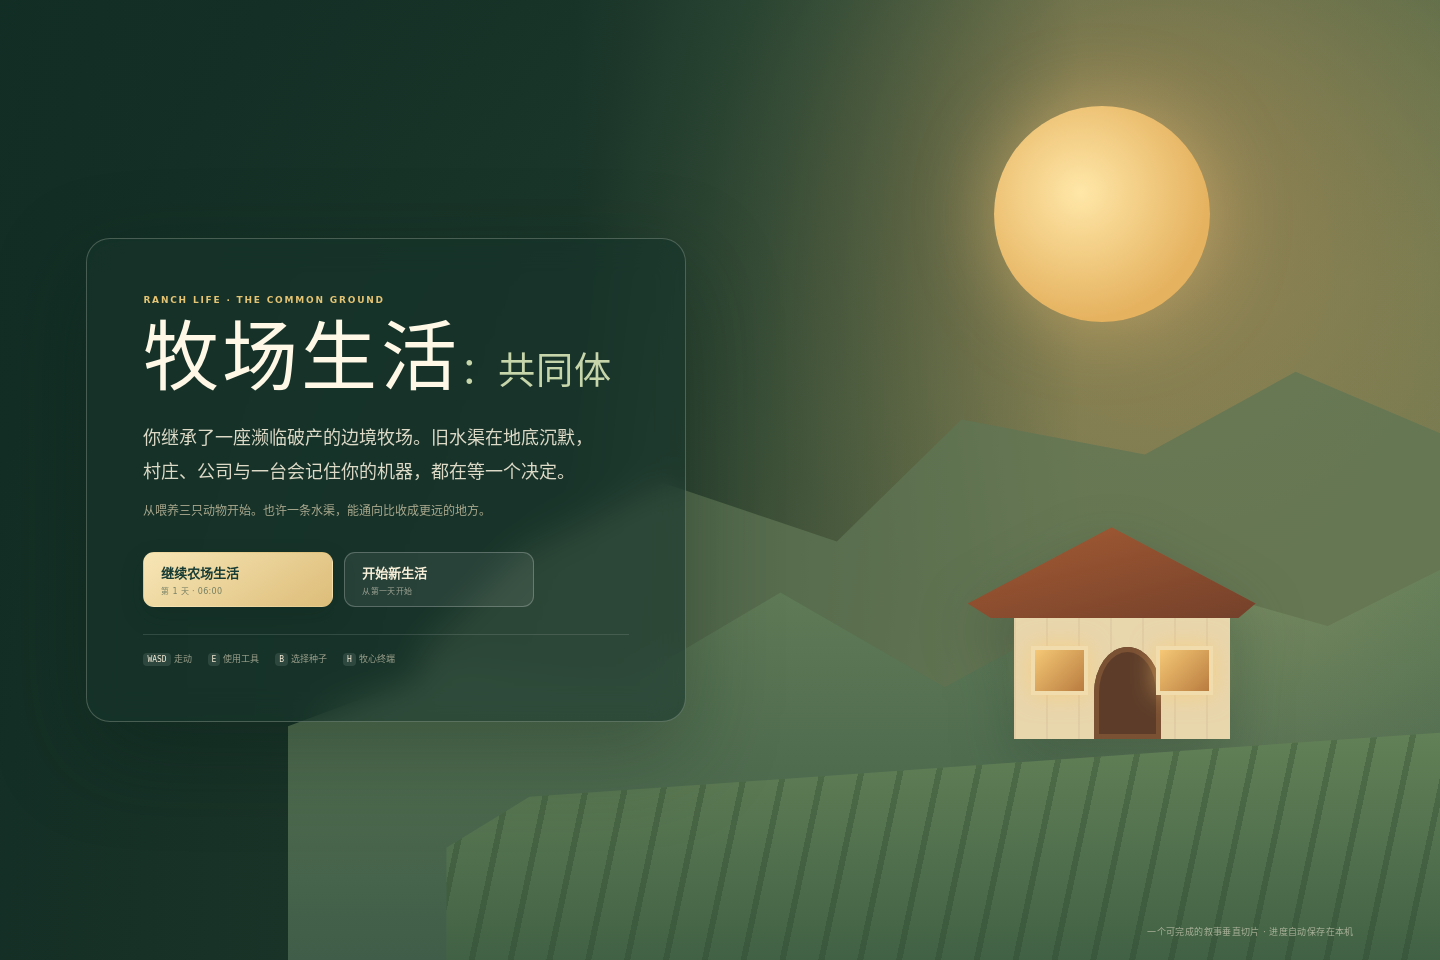 RANCH LIFE · THE COMMON GROUND
牧场生活：共同体
你继承了一座濒临破产的边境牧场。旧水渠在地底沉默，
村庄、公司与一台会记住你的机器，都在等一个决定。
从喂养三只动物开始。也许一条水渠，能通向比收成更远的地方。
继续农场生活
第 1 天 · 06:00
开始新生活
从第一天开始
WASD 走动 E 使用工具 B 选择种子 H 牧心终端
一个可完成的叙事垂直切片 · 进度自动保存在本机